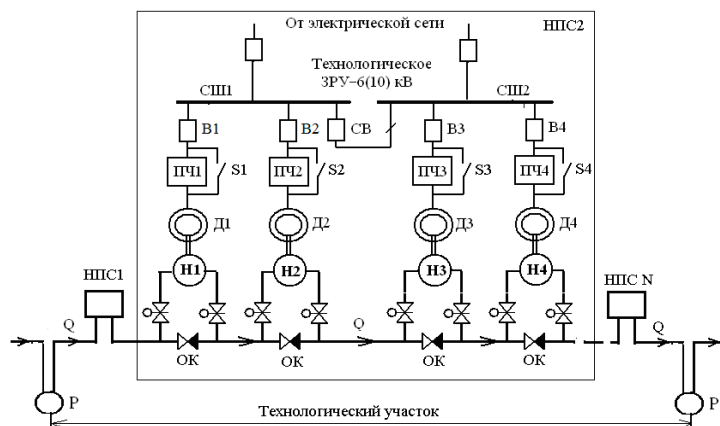 От электрической сети
НПС2
Технологическое
ЗРУ-6(10) кВ
СШ1
СШ2
В1
В2
СВ
В3
В4
ПЧ1
S1
ПЧ2
S2
ПЧ3
S3
ПЧ4
S4
Д1
Д2
Д3
Д4
НПС1
Н1
Н2
Н3
Н4
НПС N
Q
Q
Q
ОК
ОК
ОК
ОК
Р
Р
Технологический участок